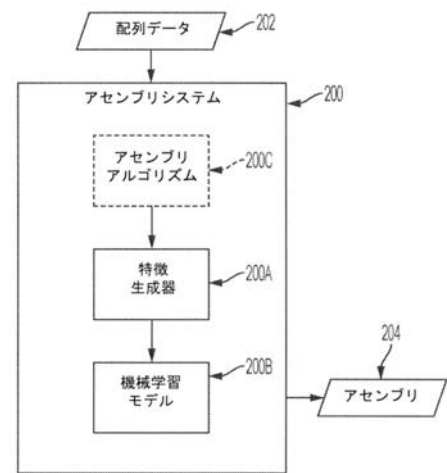 配列データ
202
アセンブリシステム
200
アセンブリ
アルゴリズム
200C
特徴
生成器
200A
機械学習
モデル
200B
204
アセンブリ